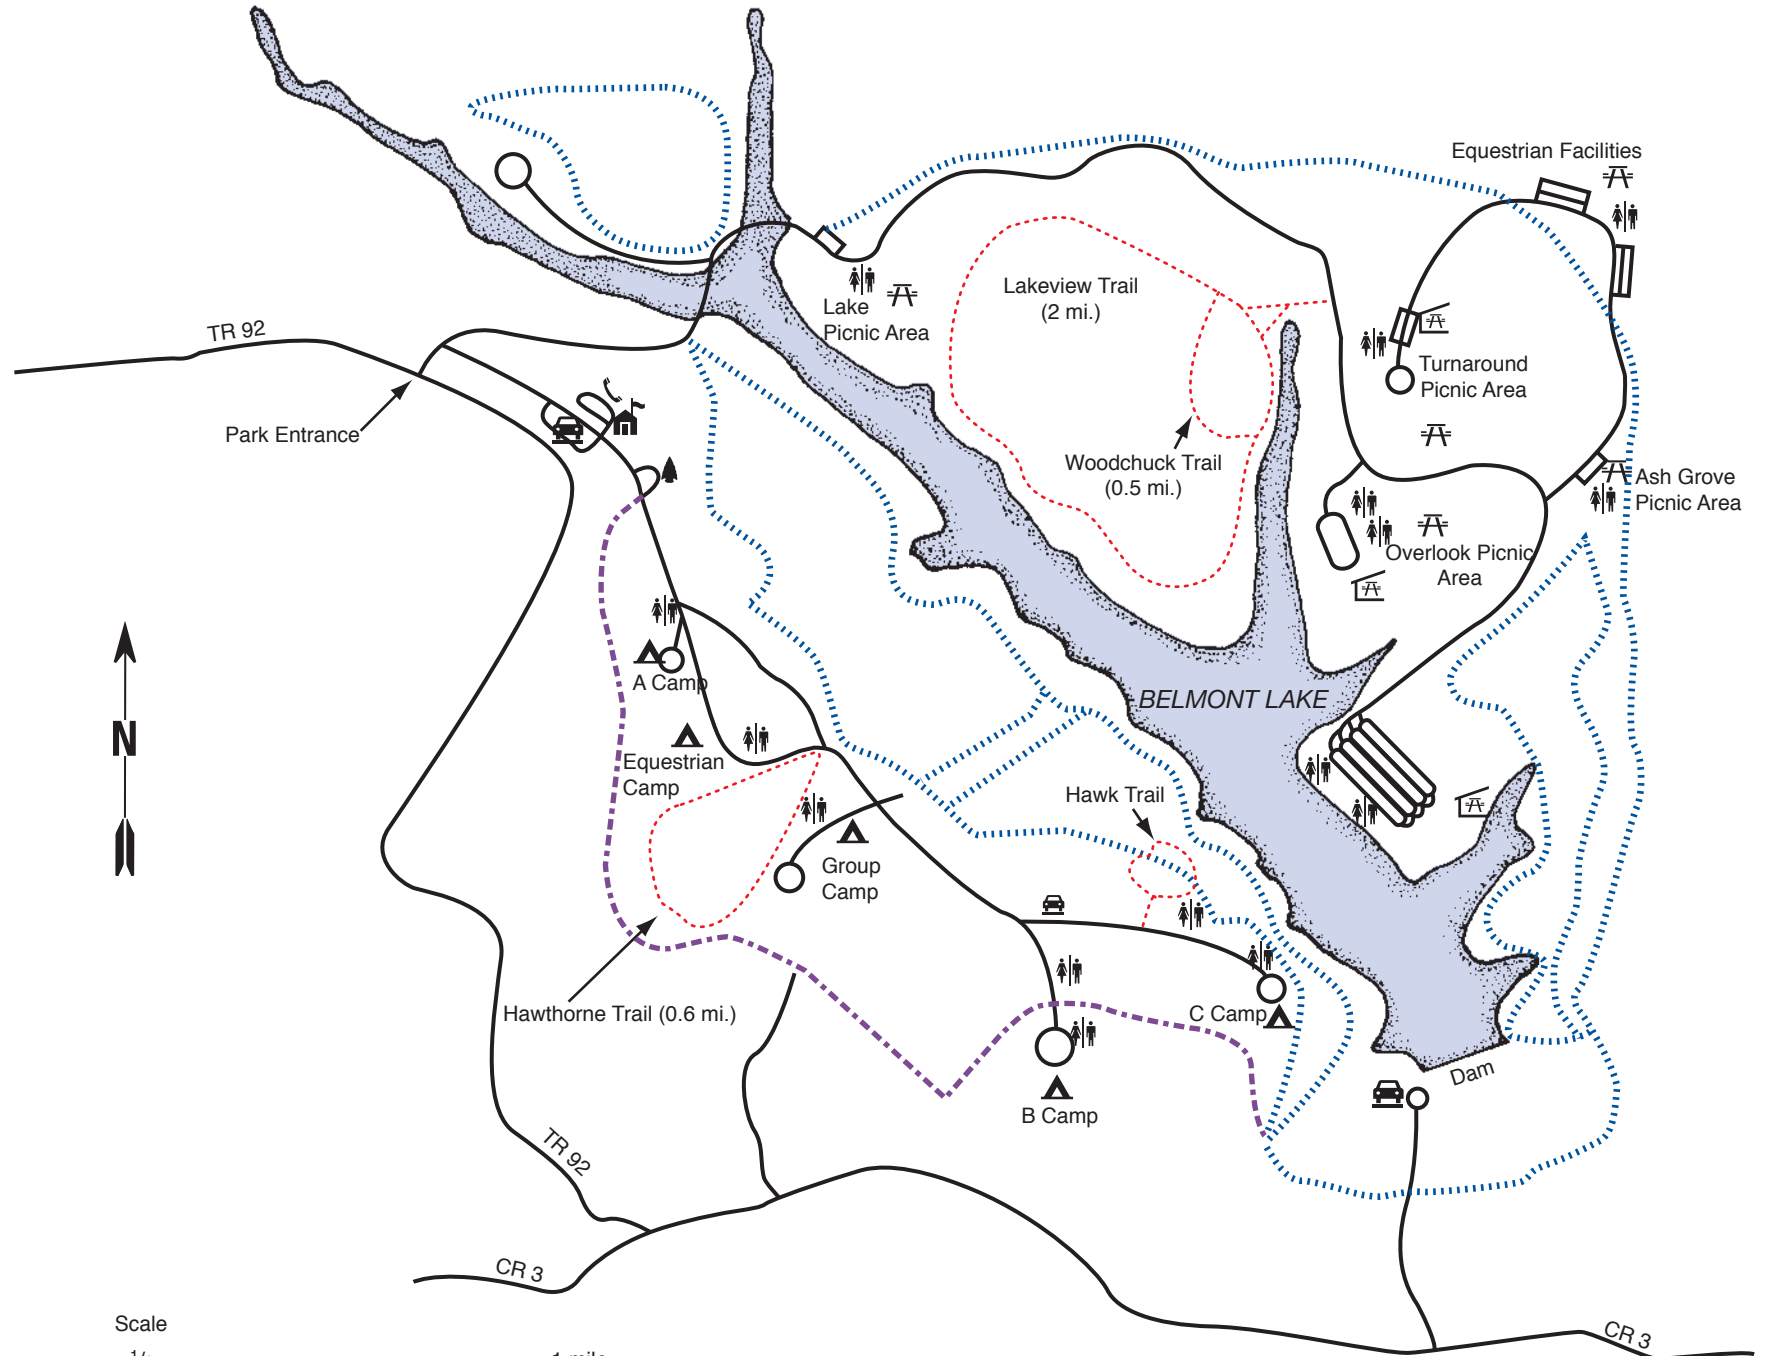 Equestrian Facilities
Lakeview Trail
(2 mi.)
Lake
Picnic Area
TR 92
Turnaround
Picnic Area
Park Entrance
Woodchuck Trail
(0.5 mi.)
Ash Grove
Picnic Area
Overlook Picnic
Area
A Camp
BELMONT LAKE
N
Equestrian
Camp
Hawk Trail
Group
Camp
Hawthorne Trail (0.6 mi.)
C Camp
Dam
B Camp
TR 92
CR 3
Scale
CR 3
1 mile